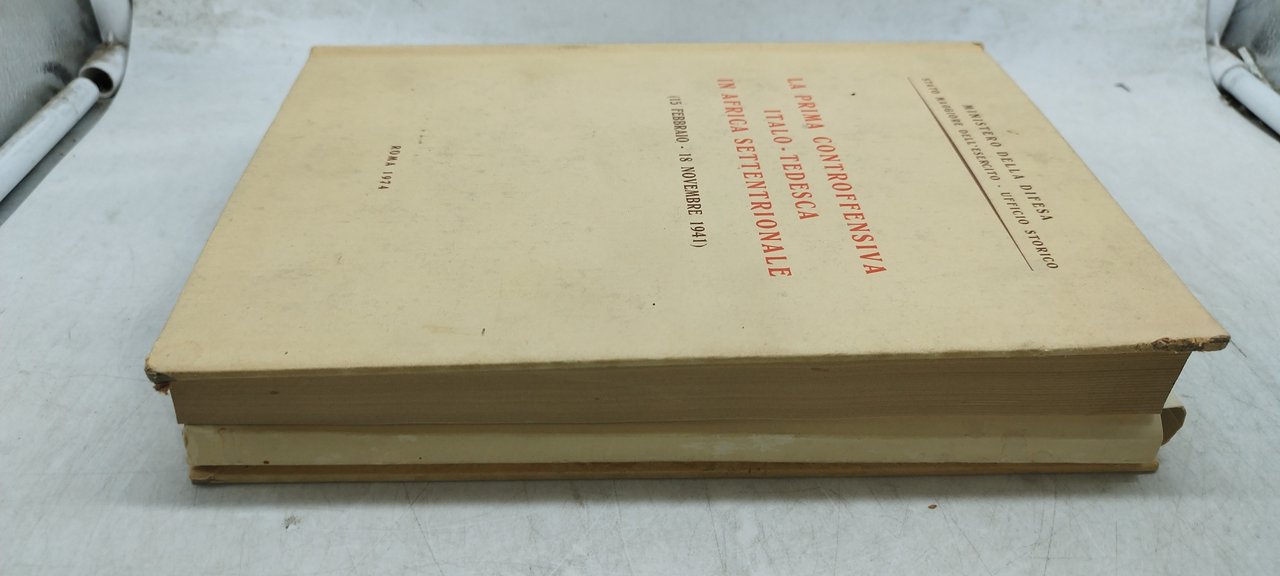 MINISTERO DELLA DIFESA
STATO MAGGIORE DELL'ESERCITO - UFFICIO STORICO
LA PRIMA CONTROFFENSIVA
ITALO-TEDESCA
IN AFRICA SETTENTRIONALE
(15 FEBBRAIO - 18 NOVEMBRE 1941)
ROMA 1974